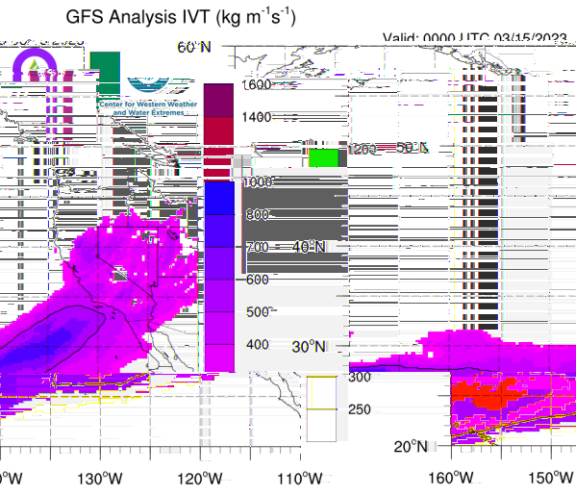 GFS Analysis IVT (kg m⁻¹s⁻¹)
60°N
Valid: 0000 UTC 03/15/2023
Center for Western Weather
and Water Extremes
1600
1400
1200
50°N
1000
800
700
40°N
600
500
400
30°N
300
250
20°N
0°W
130°W
120°W
110°W
160°W
150°W